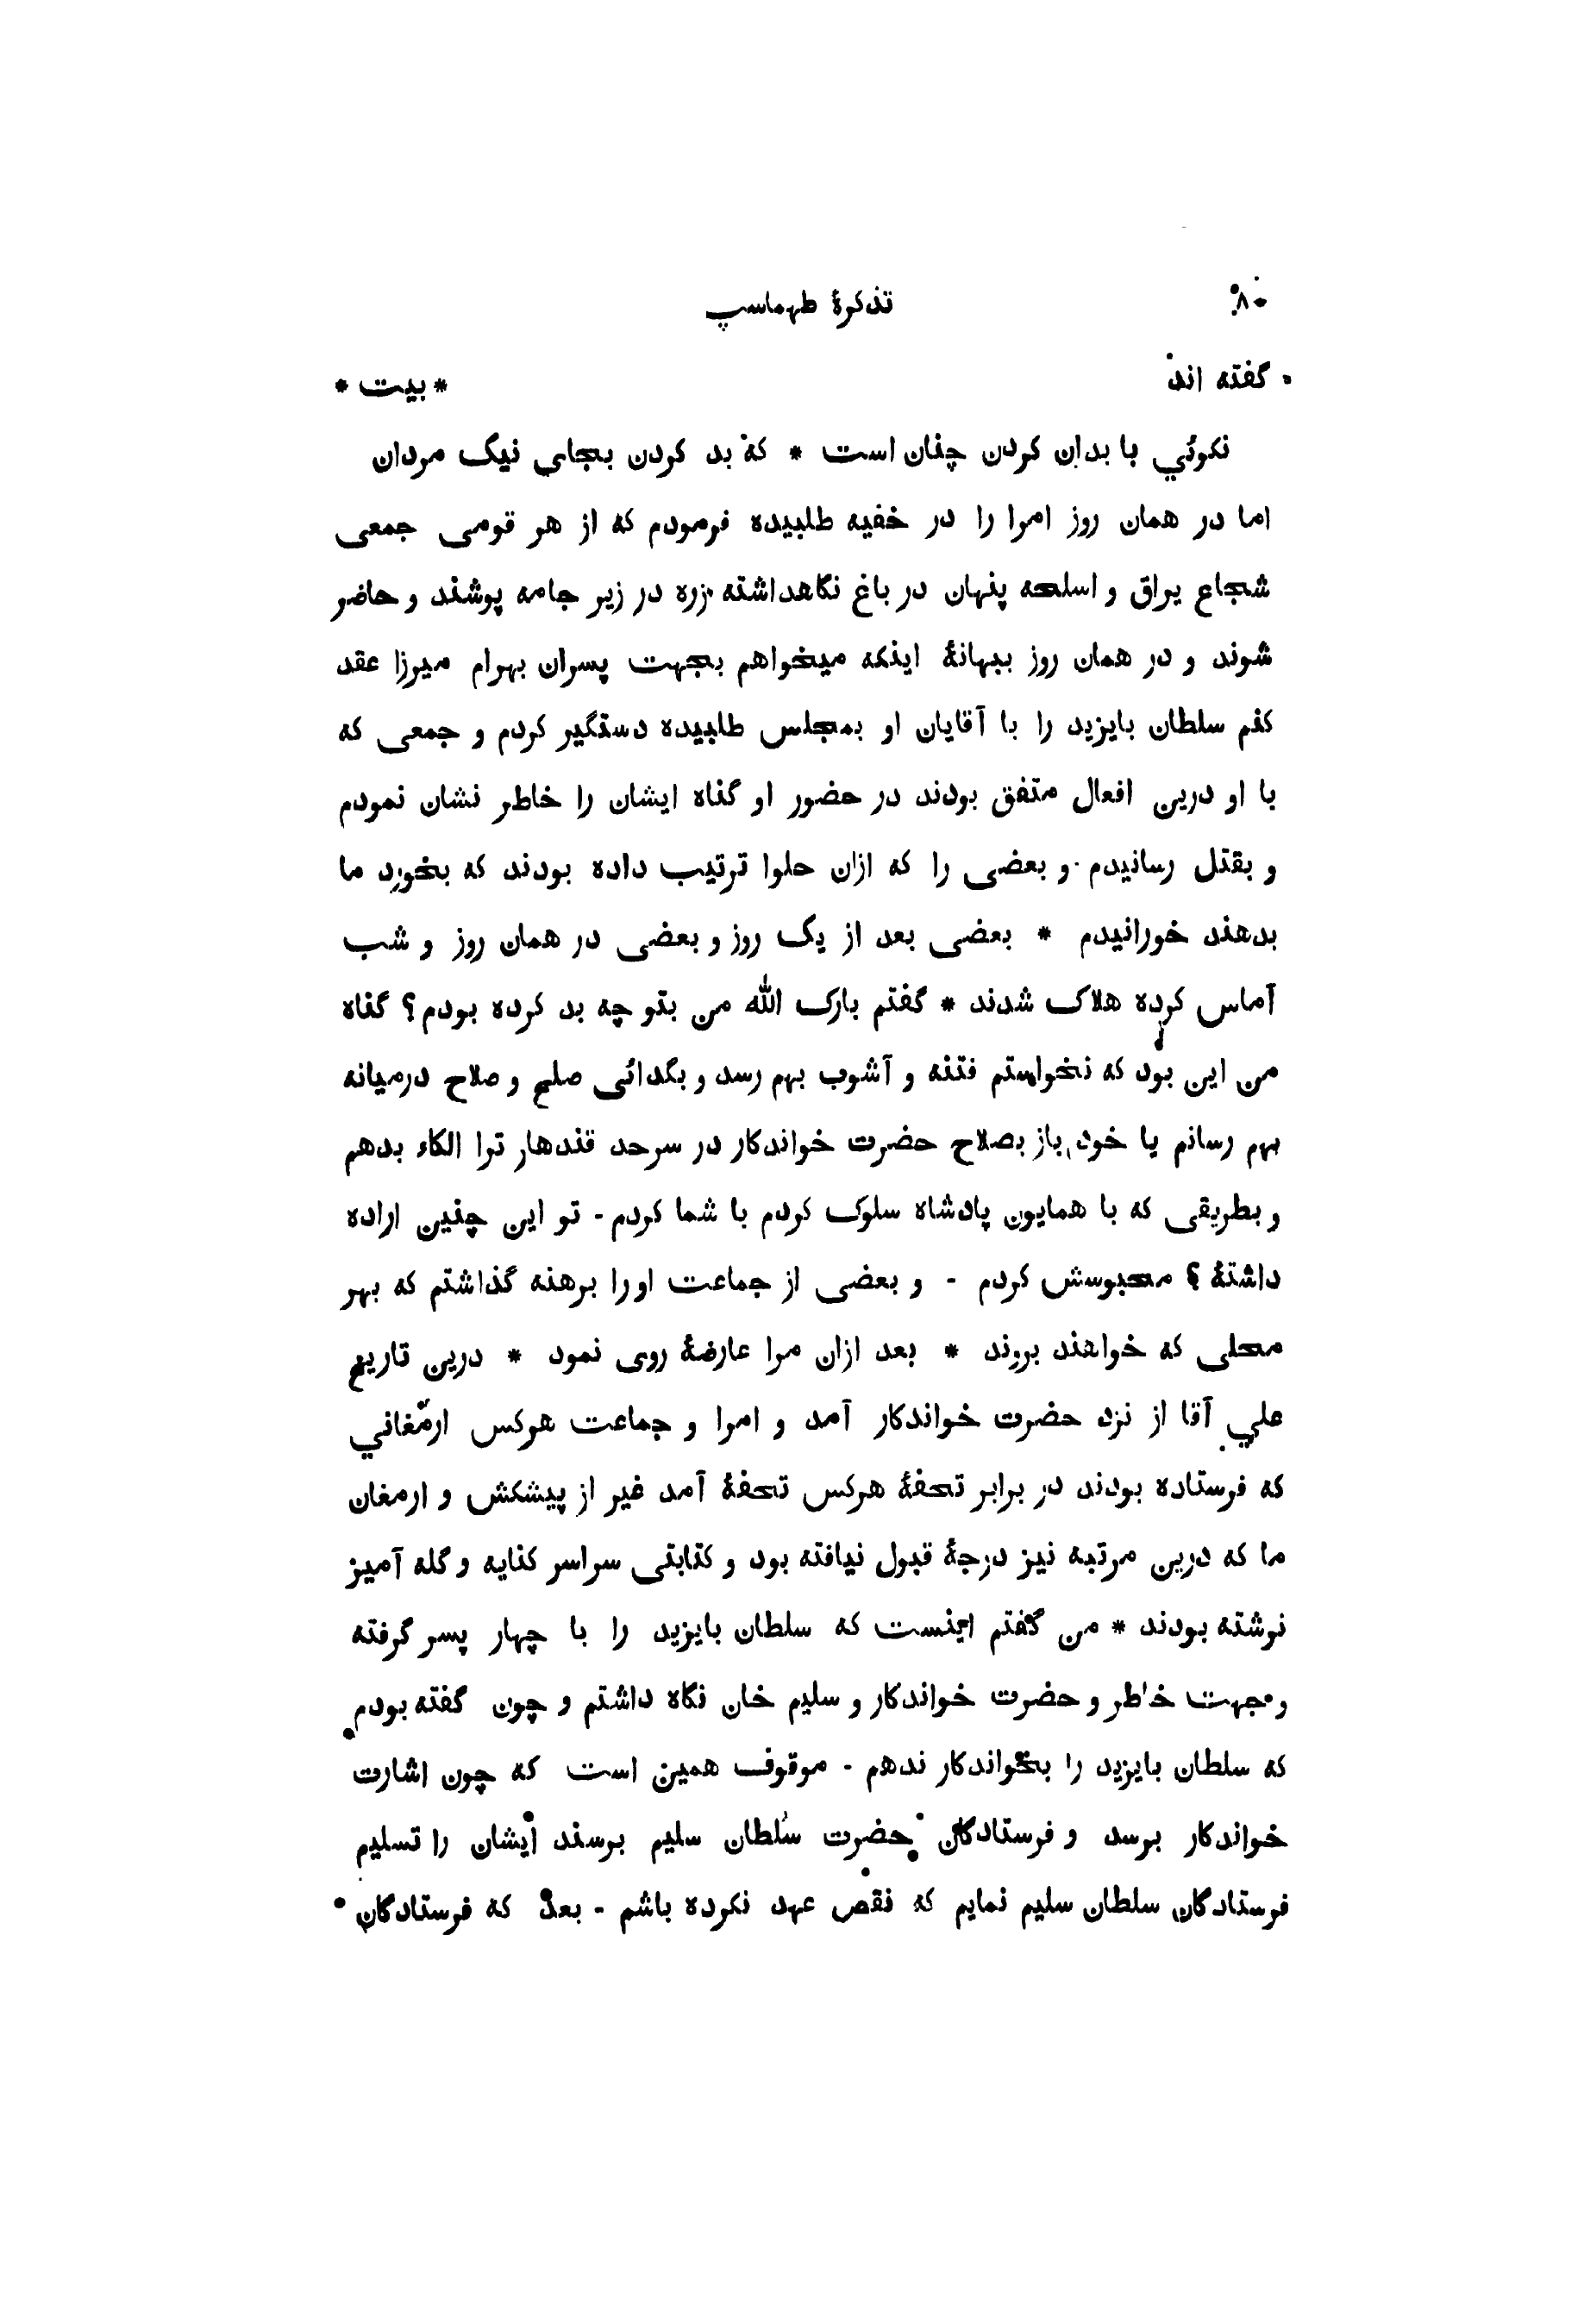 ٨٠ تذكرهٔ طهماسپ
گفته اند * بیت *
نكوئي با بدان كردن چنان است * كه بد كردن بجای نیک مردان
اما در همان روز امرا را در خفیه طلبیده فرمودم که از هر قومی جمعی
شجاع یراق و اسلحه پنهان در باغ نگاهداشته زره در زیر جامه پوشند و حاضر
شوند و در همان روز ببهانهٔ اینکه میخواهم بجهت پسران بهرام میرزا عقد
کنم سلطان بایزید را با آقایان او بمجلس طلبیده دستگیر کردم و جمعی که
با او درین افعال متفق بودند در حضور او گناه ایشان را خاطر نشان نمودم
و بقتل رسانیدم و بعضی را که ازان حلوا ترتیب داده بودند که بخورد ما
بدهند خورانیدم * بعضی بعد از یک روز و بعضی در همان روز و شب
آماس کرده هلاک شدند * گفتم بارک الله من بتو چه بد کرده بودم؟ گناه
من این بود که نخواستم فتنه و آشوب بهم رسد و بگدائی صلح و صلاح درمیانه
بهم رسانم یا خود باز بصلاح حضرت خواندکار در سرحد قندهار ترا الکاء بدهم
و بطریقی که با همایون پادشاه سلوک کردم با شما کردم - تو این چنین اراده
داشتهٔ ؟ محبوسش کردم - و بعضی از جماعت اورا برهنه گذاشتم که بهر
محلی که خواهند بروند * بعد ازان مرا عارضهٔ روی نمود * درین تاریخ
علي آقا از نزد حضرت خواندکار آمد و امرا و جماعت هرکس ارمغاني
که فرستاده بودند در برابر تحفهٔ هرکس تحفهٔ آمد غیر از پیشکش و ارمغان
ما که درین مرتبه نیز درجهٔ قبول نیافته بود و کتابتی سراسر کنایه و گله آمیز
نوشته بودند * من گفتم اینست که سلطان بایزید را با چهار پسر گرفته
وجهت خاطر و حضرت خواندکار و سلیم خان نگاه داشتم و چون گفته بودم
که سلطان بایزید را بخواندکار ندهم - موقوف همین است که چون اشارت
خواندکار برسد و فرستادگان حضرت سلطان سلیم برسند ایشان را تسلیم
فرستادگان سلطان سلیم نمایم که نقص عهد نکرده باشم - بعد که فرستادگان